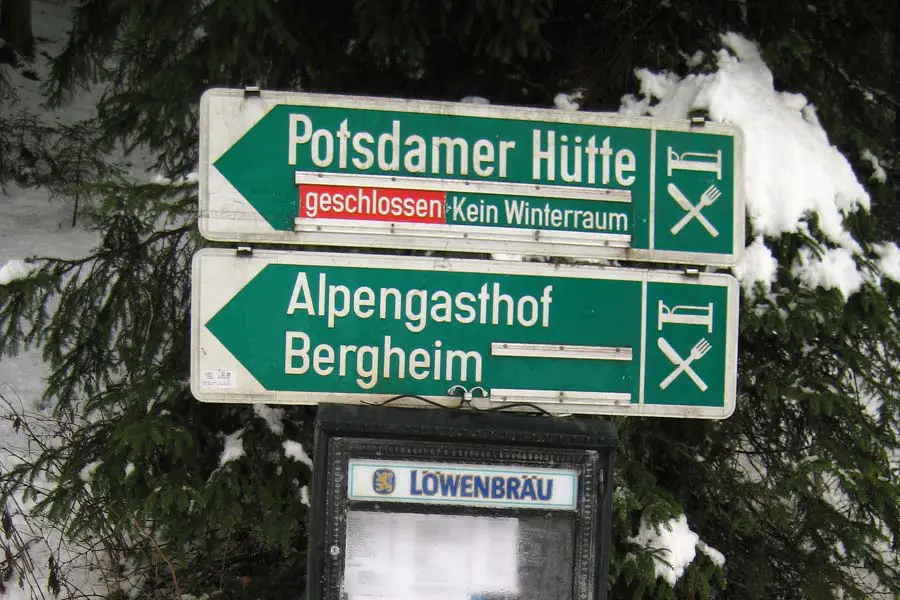 Potsdamer Hütte
geschlossen Kein Winterraum
Alpengasthof
Bergheim
LÖWENBRÄU